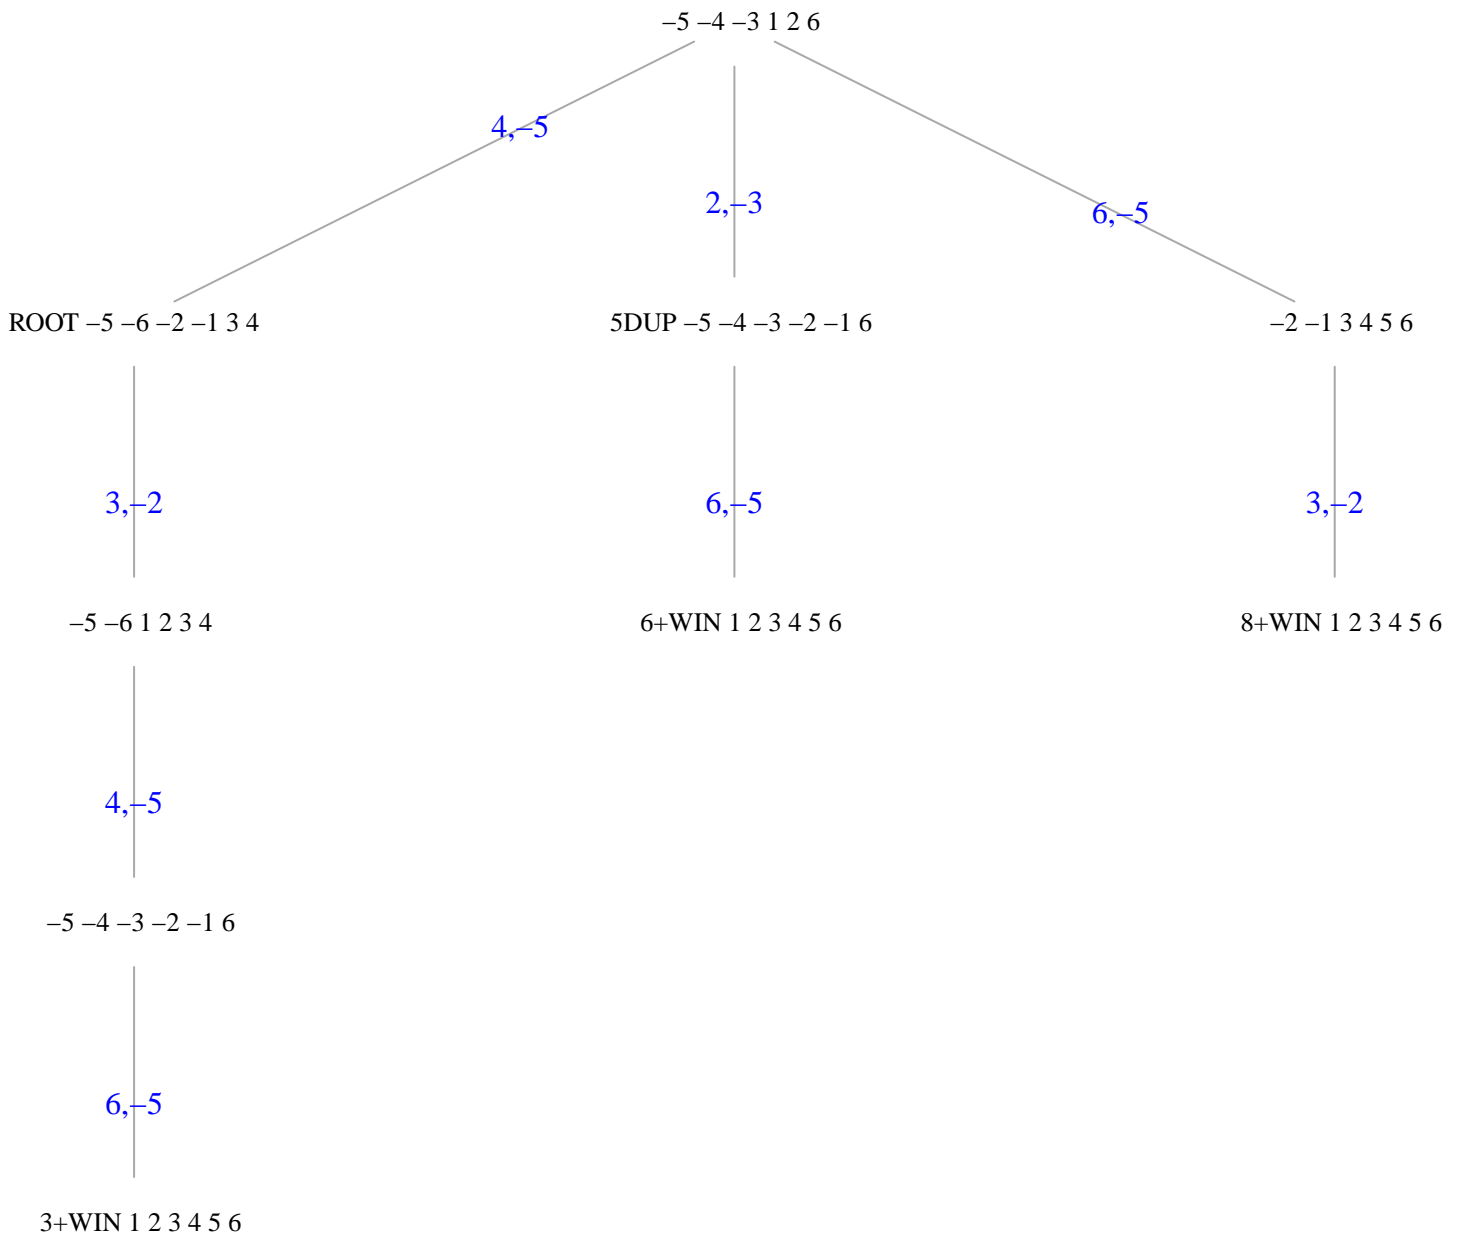 –5 –4 –3 1 2 6
4,–5
2,–3
6,–5
ROOT –5 –6 –2 –1 3 4
5DUP –5 –4 –3 –2 –1 6
–2 –1 3 4 5 6
3,–2
6,–5
3,–2
–5 –6 1 2 3 4
6+WIN 1 2 3 4 5 6
8+WIN 1 2 3 4 5 6
4,–5
–5 –4 –3 –2 –1 6
6,–5
3+WIN 1 2 3 4 5 6